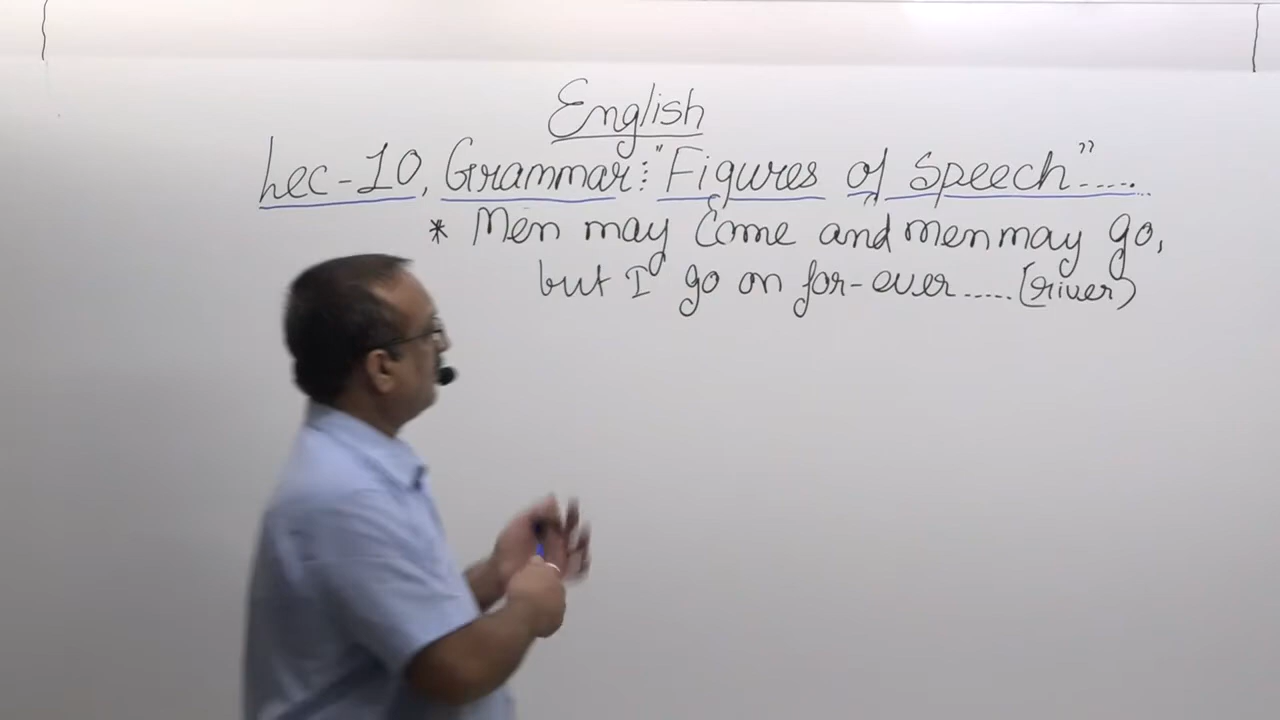 English
Lec-10, Grammar: "Figures of Speech".....
* Men may Come and men may go,
but I go on for-ever.....(river)